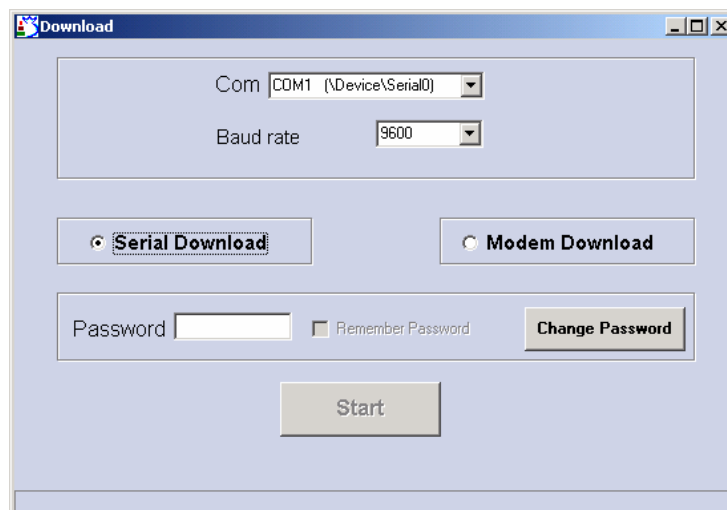 Download
Com COM1 (\Device\Serial0)
Baud rate 9600
Serial Download Modem Download
Password Remember Password Change Password
Start